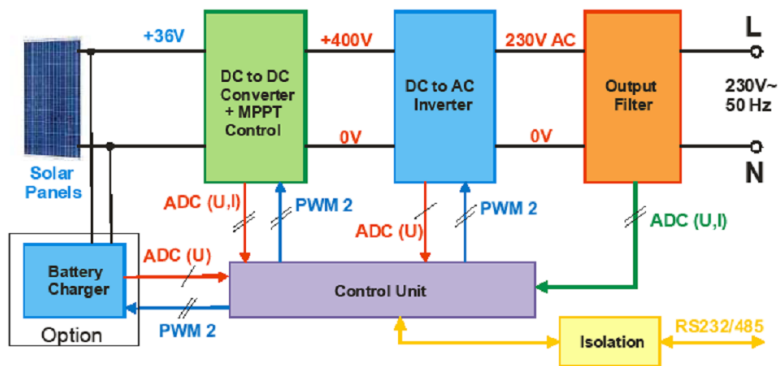 +36V
+400V
230V AC
L
DC to DC
Converter
+ MPPT
Control
DC to AC
Inverter
Output
Filter
230V~
50 Hz
0V
0V
N
Solar
Panels
ADC (U,I)
PWM 2
ADC (U)
PWM 2
ADC (U,I)
Battery
Charger
ADC (U)
PWM 2
Option
Control Unit
Isolation
RS232/485